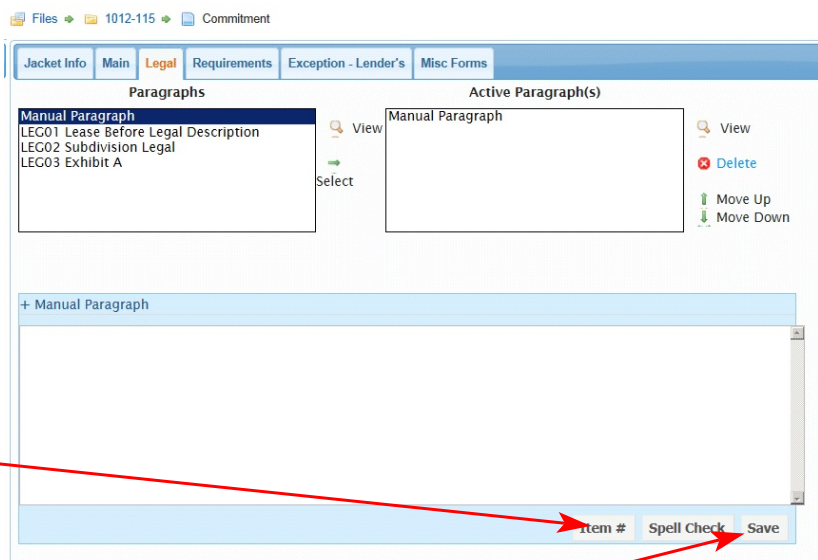 Files 1012-115 Commitment
Jacket Info Main Legal Requirements Exception - Lender's Misc Forms
Paragraphs
Manual Paragraph
LEG01 Lease Before Legal Description
LEG02 Subdivision Legal
LEG03 Exhibit A
View
Select
Active Paragraph(s)
Manual Paragraph
View
Delete
Move Up
Move Down
+ Manual Paragraph
Item # Spell Check Save